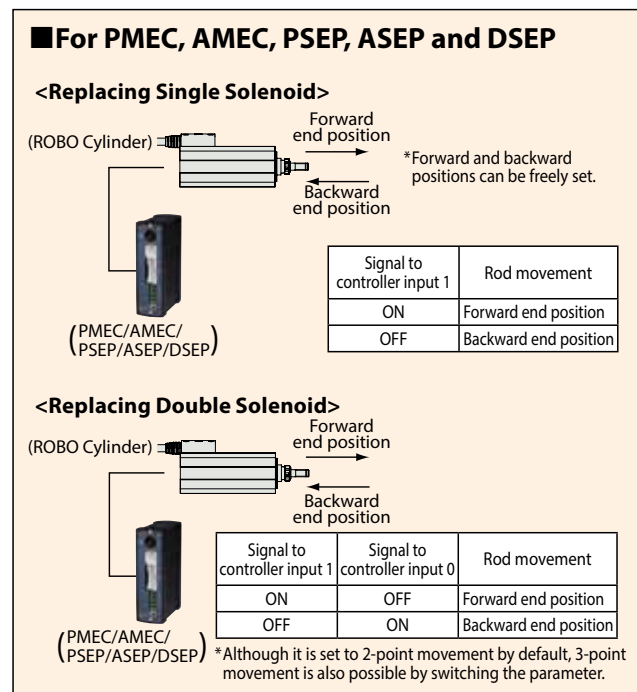 ■For PMEC, AMEC, PSEP, ASEP and DSEP
<Replacing Single Solenoid>
(ROBO Cylinder)
Forward
end position
Backward
end position
*Forward and backward
positions can be freely set.
(PMEC/AMEC/
PSEP/ASEP/DSEP)
Signal to
controller input 1
Rod movement
ON Forward end position
OFF Backward end position
<Replacing Double Solenoid>
(ROBO Cylinder)
Forward
end position
Backward
end position
(PMEC/AMEC/
PSEP/ASEP/DSEP)
Signal to
controller input 1
Signal to
controller input 0
Rod movement
ON OFF Forward end position
OFF ON Backward end position
*Although it is set to 2-point movement by default, 3-point
movement is also possible by switching the parameter.